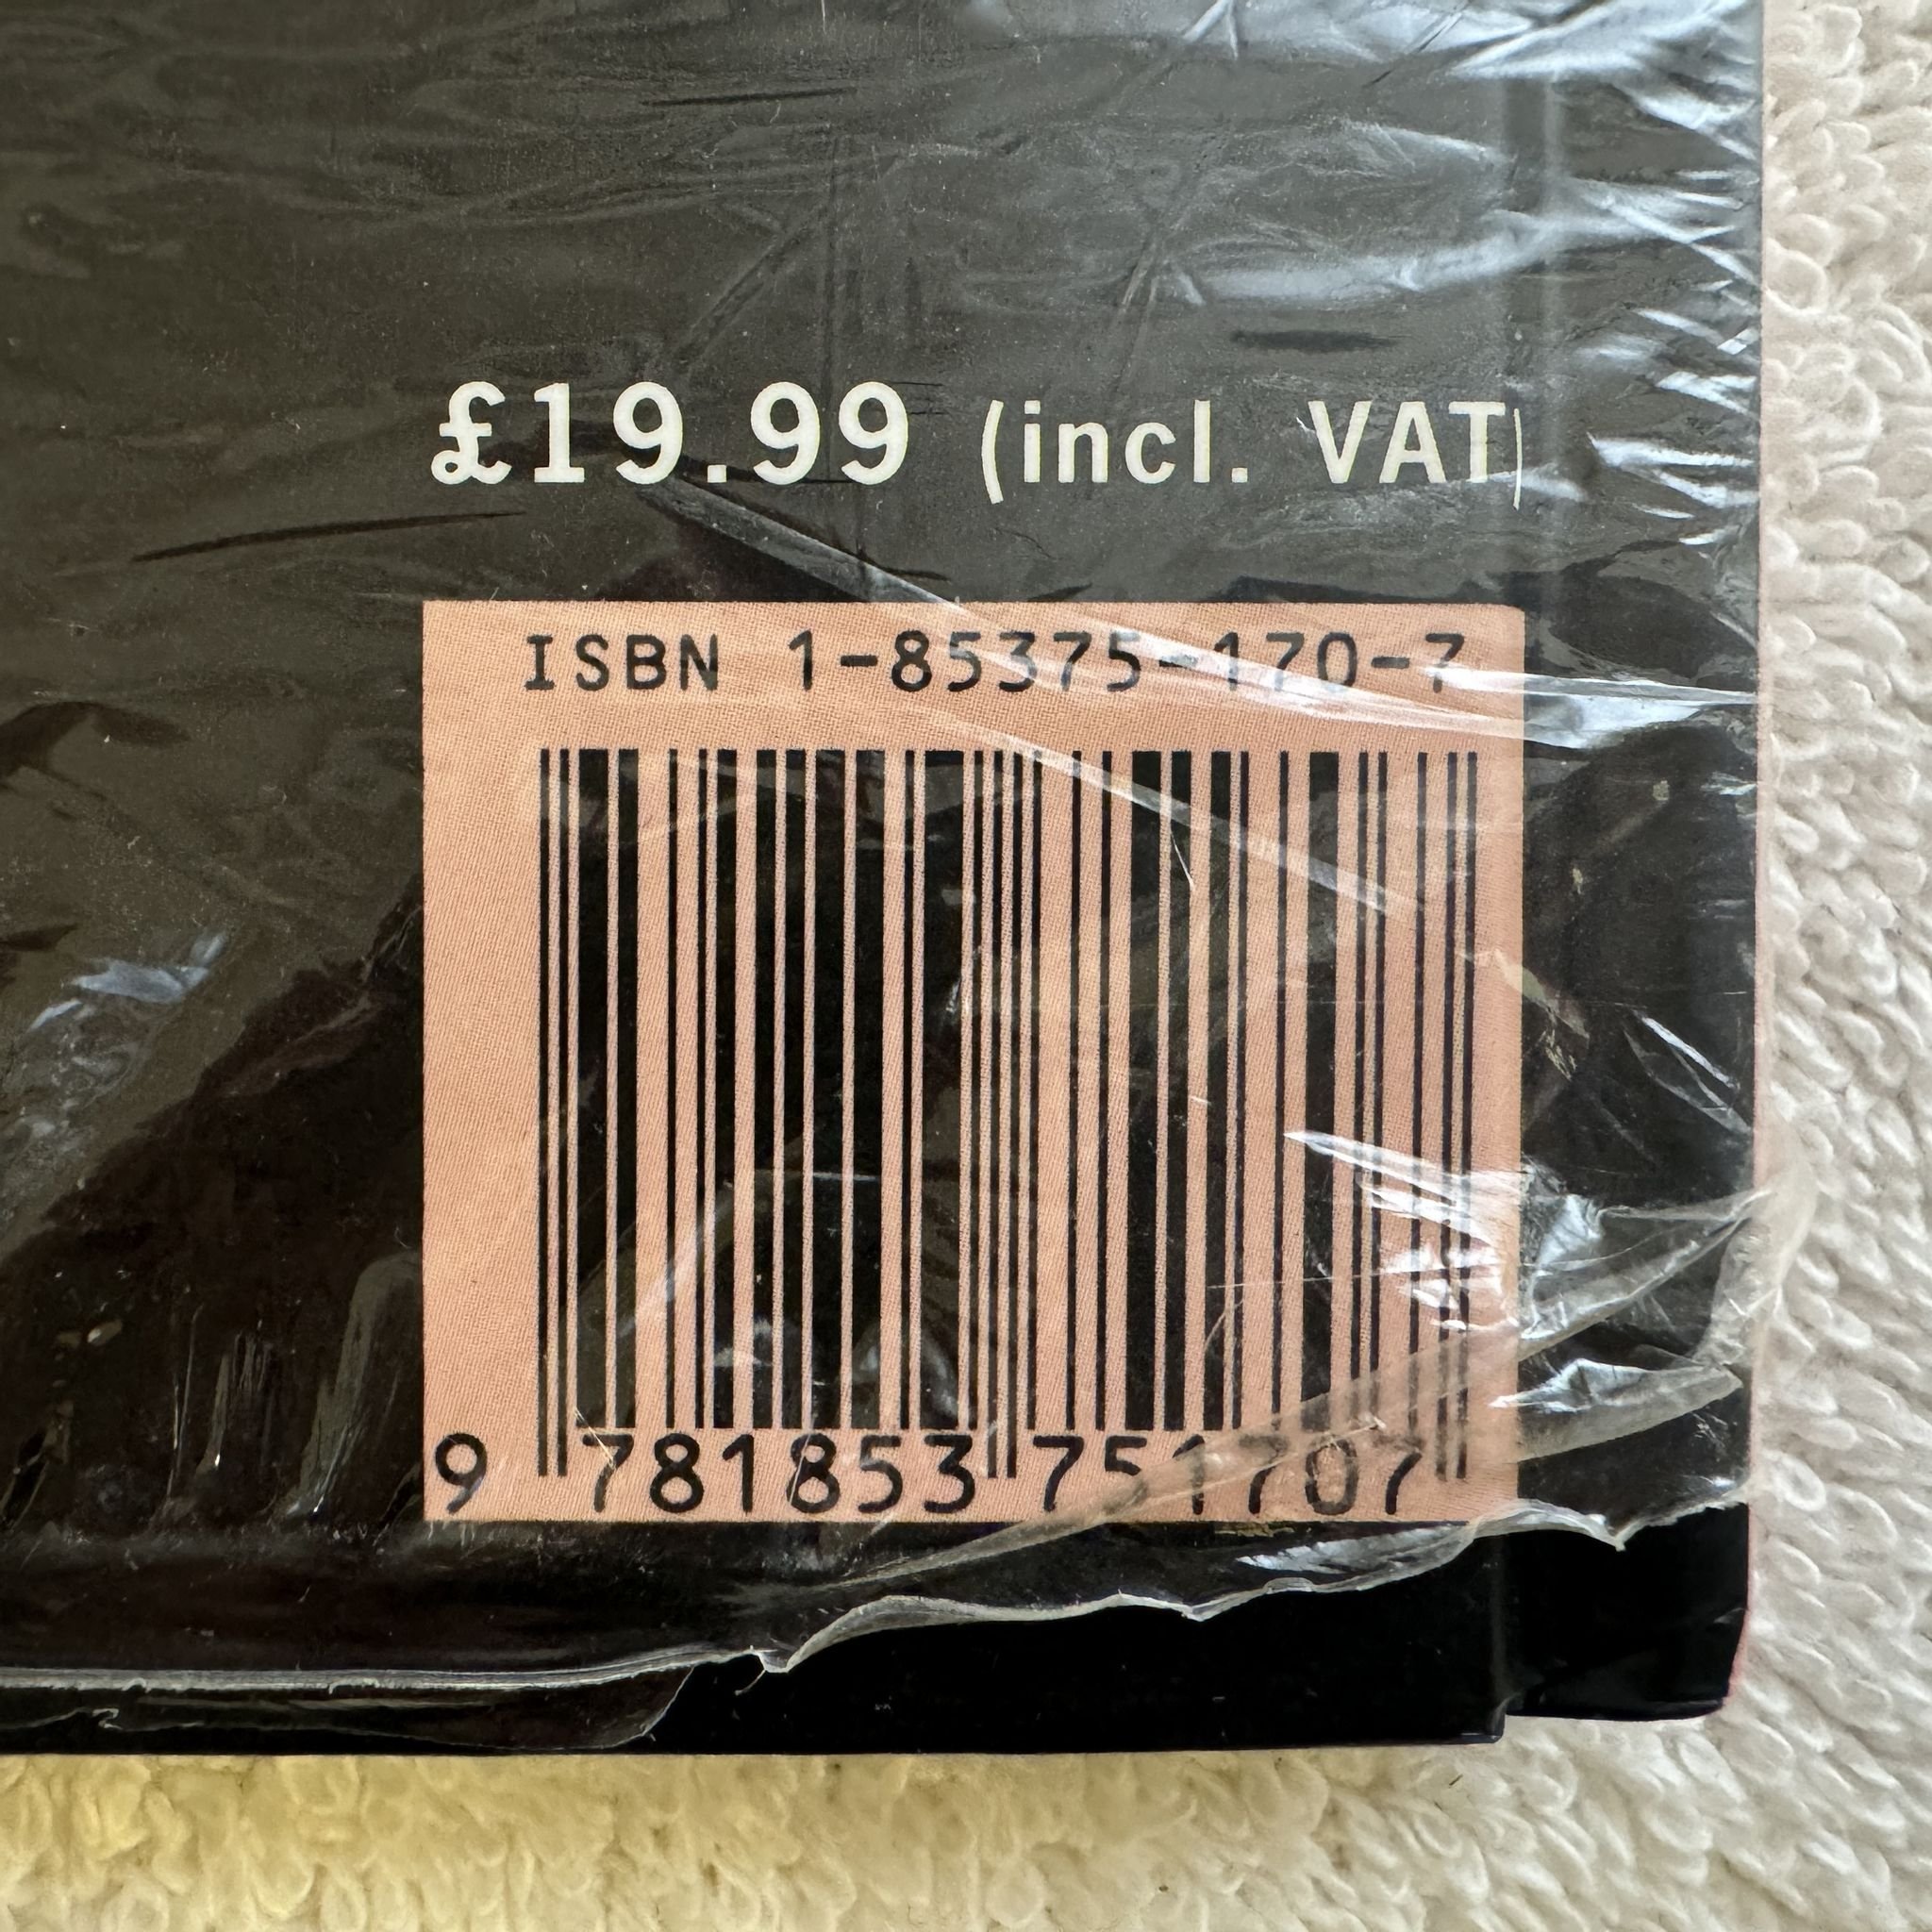 £19.99 (incl. VAT)
ISBN 1-85375-170-7
9 781853 751707